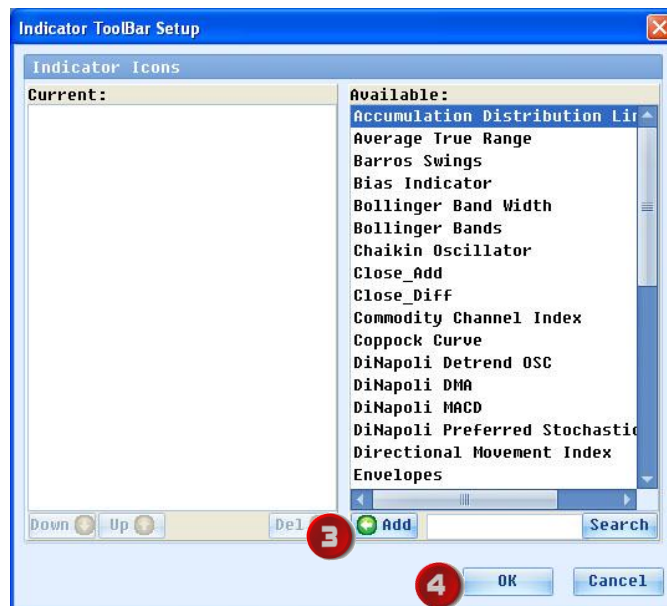 Indicator ToolBar Setup
Indicator Icons
Current:
Available:
Accumulation Distribution Lin
Average True Range
Barros Swings
Bias Indicator
Bollinger Band Width
Bollinger Bands
Chaikin Oscillator
Close_Add
Close_Diff
Commodity Channel Index
Coppock Curve
DiNapoli Detrend OSC
DiNapoli DMA
DiNapoli MACD
DiNapoli Preferred Stochastic
Directional Movement Index
Envelopes
Down Up Del 3 Add Search
4 OK Cancel